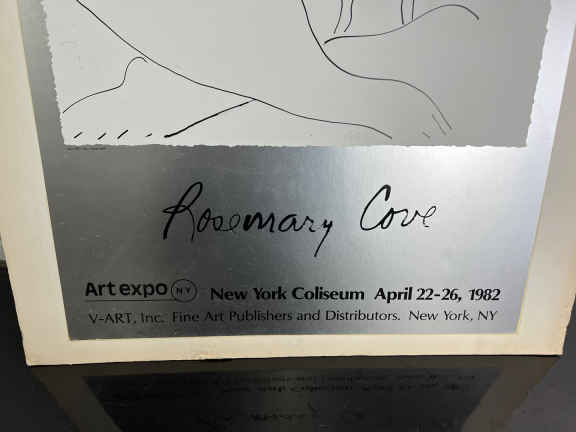 Rosemary Cove
Artexpo NY New York Coliseum April 22-26, 1982
V-ART, Inc. Fine Art Publishers and Distributors. New York, NY